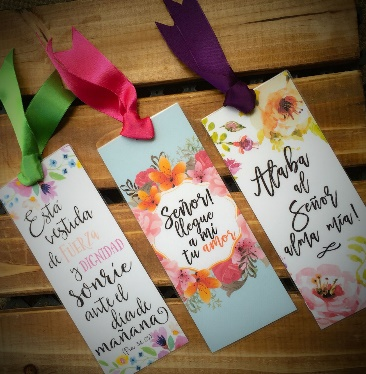 Está
vestida
de FUERZA
y DIGNIDAD
sonríe
ante el
día de
mañana
Señor!
llegue
a mi
tu amor
Alaba
al
Señor
alma mía!